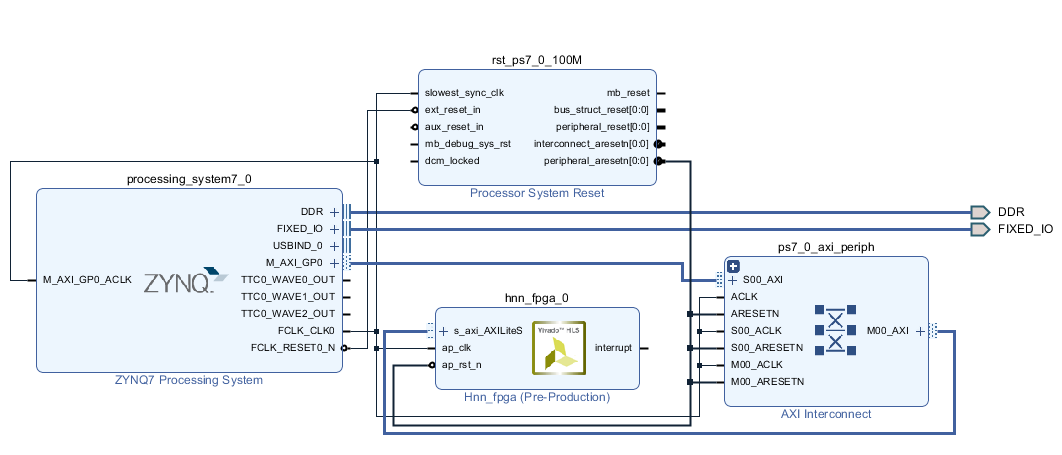 rst_ps7_0_100M
slowest_sync_clk
ext_reset_in
aux_reset_in
mb_debug_sys_rst
dcm_locked
mb_reset
bus_struct_reset[0:0]
peripheral_reset[0:0]
interconnect_aresetn[0:0]
peripheral_aresetn[0:0]
Processor System Reset
processing_system7_0
M_AXI_GP0_ACLK
ZYNQ
DDR
FIXED_IO
USBIND_0
M_AXI_GP0
TTC0_WAVE0_OUT
TTC0_WAVE1_OUT
TTC0_WAVE2_OUT
FCLK_CLK0
FCLK_RESET0_N
ZYNQ7 Processing System
DDR
FIXED_IO
hnn_fpga_0
s_axi_AXILiteS
ap_clk
ap_rst_n
Vivado™ HLS
interrupt
Hnn_fpga (Pre-Production)
ps7_0_axi_periph
S00_AXI
ACLK
ARESETN
S00_ACLK
S00_ARESETN
M00_ACLK
M00_ARESETN
M00_AXI
AXI Interconnect